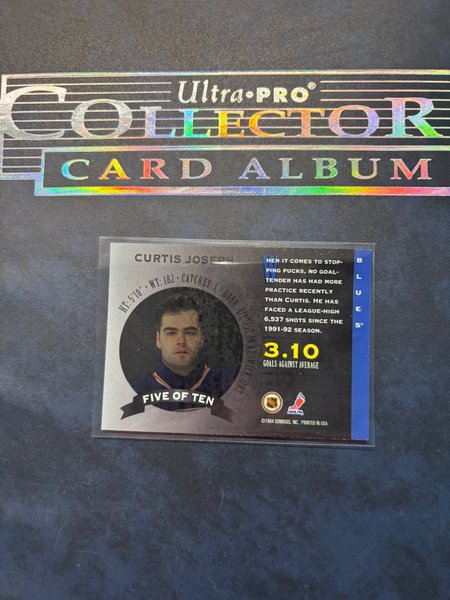 Ultra•PRO®
COLLECTOR
CARD ALBUM
CURTIS JOSEPH
HT: 5'10" • WT: 182 • CATCHES: L
HEN IT COMES TO STOP-
PING PUCKS, NO GOAL-
TENDER HAS HAD MORE
PRACTICE RECENTLY
THAN CURTIS. HE HAS
FACED A LEAGUE-HIGH
6,537 SHOTS SINCE THE
1991-92 SEASON.
3.10
GOALS AGAINST AVERAGE
FIVE OF TEN
©1994 DONRUSS, INC. PRINTED IN USA
BLUES